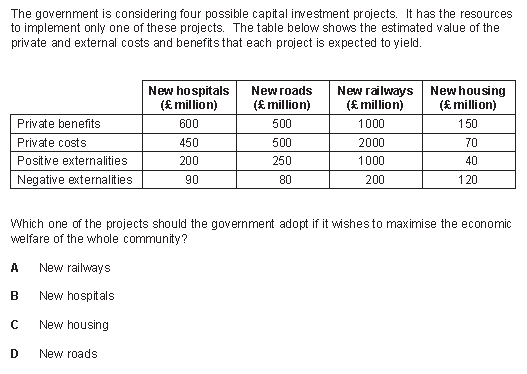 The government is considering four possible capital investment projects. It has the resources
to implement only one of these projects. The table below shows the estimated value of the
private and external costs and benefits that each project is expected to yield.
New hospitals (£ million) New roads (£ million) New railways (£ million) New housing (£ million)
Private benefits 600 500 1000 150
Private costs 450 500 2000 70
Positive externalities 200 250 1000 40
Negative externalities 90 80 200 120
Which one of the projects should the government adopt if it wishes to maximise the economic
welfare of the whole community?
A New railways
B New hospitals
C New housing
D New roads